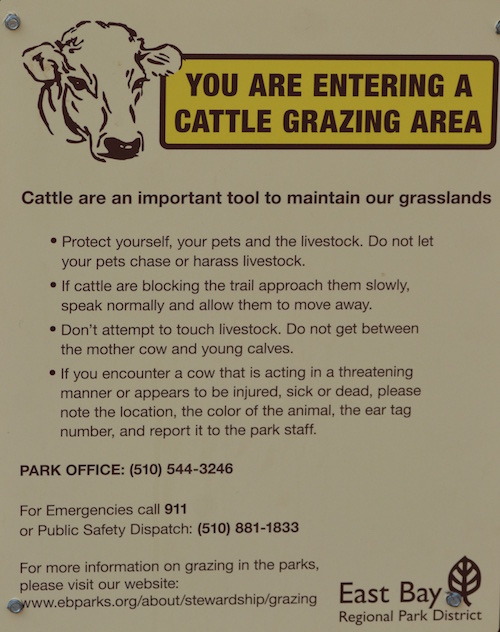 YOU ARE ENTERING A
CATTLE GRAZING AREA
Cattle are an important tool to maintain our grasslands
• Protect yourself, your pets and the livestock. Do not let
your pets chase or harass livestock.
• If cattle are blocking the trail approach them slowly,
speak normally and allow them to move away.
• Don't attempt to touch livestock. Do not get between
the mother cow and young calves.
• If you encounter a cow that is acting in a threatening
manner or appears to be injured, sick or dead, please
note the location, the color of the animal, the ear tag
number, and report it to the park staff.
PARK OFFICE: (510) 544-3246
For Emergencies call 911
or Public Safety Dispatch: (510) 881-1833
For more information on grazing in the parks,
please visit our website:
www.ebparks.org/about/stewardship/grazing
East Bay
Regional Park District